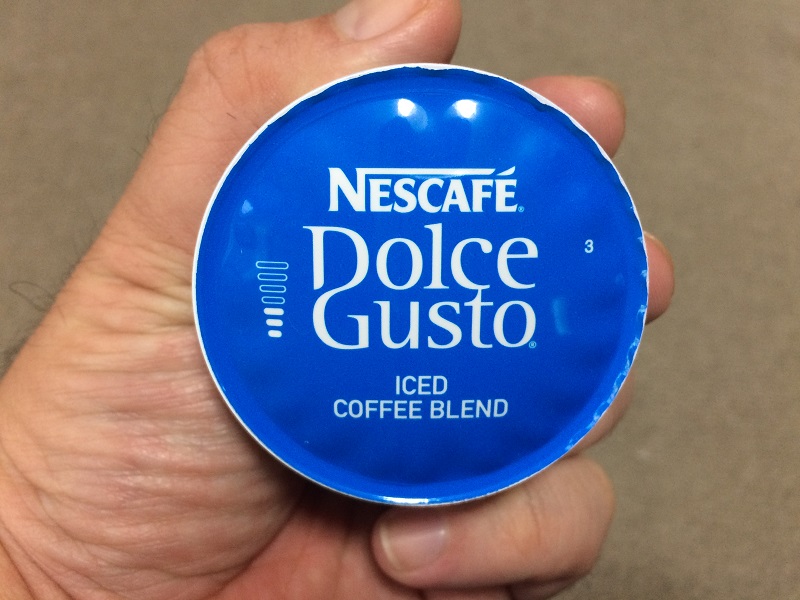 NESCAFÉ®
Dolce
Gusto®
3
ICED
COFFEE BLEND